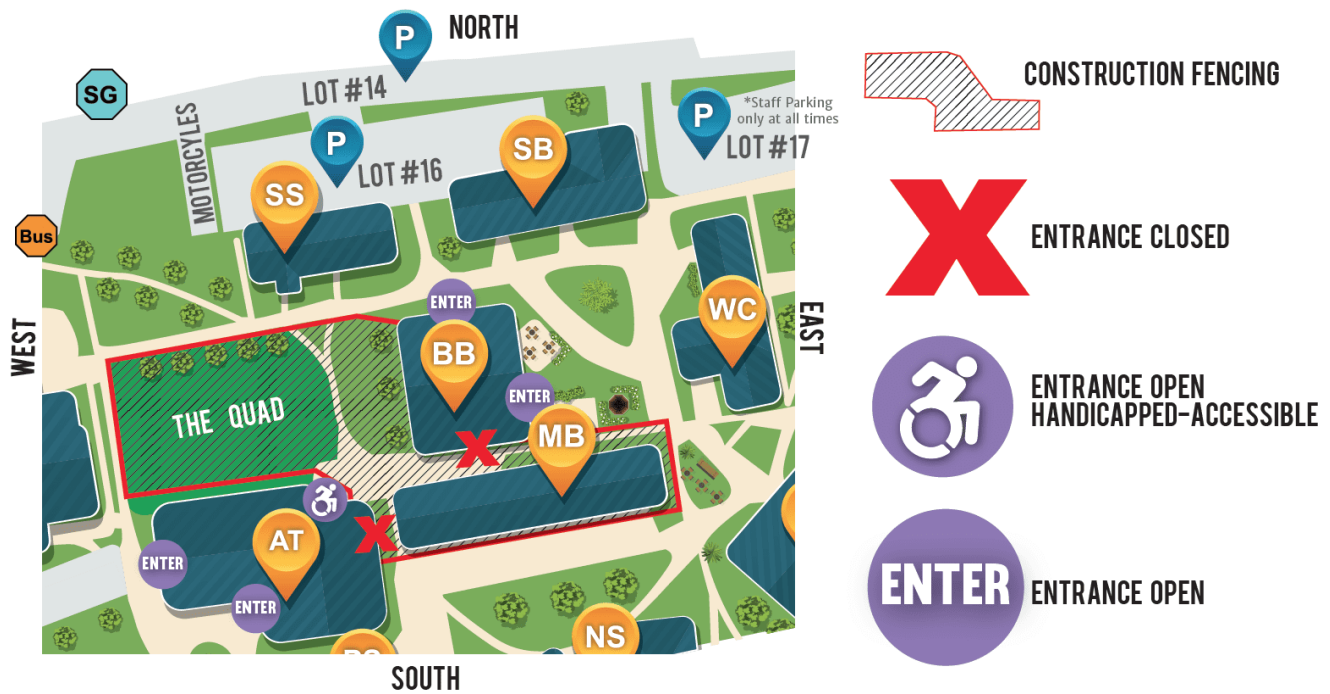 NORTH
P
SG
LOT #14
MOTORCYLES
P
LOT #16
P
*Staff Parking
only at all times
LOT #17
SB
SS
Bus
WEST
EAST
ENTER
WC
BB
ENTER
THE QUAD
MB
AT
ENTER
ENTER
NS
SOUTH
CONSTRUCTION FENCING
X
ENTRANCE CLOSED
ENTRANCE OPEN
HANDICAPPED-ACCESSIBLE
ENTER
ENTRANCE OPEN